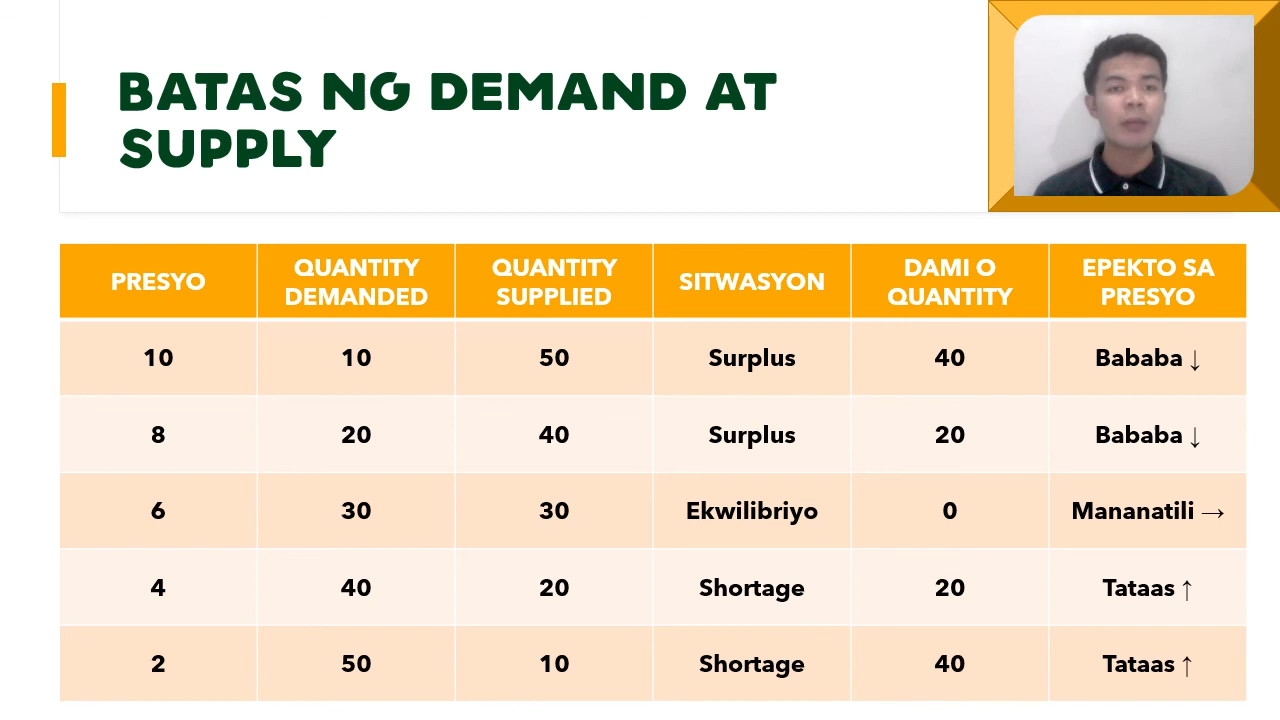 BATAS NG DEMAND AT
SUPPLY
PRESYO QUANTITY DEMANDED QUANTITY SUPPLIED SITWASYON DAMI O QUANTITY EPEKTO SA PRESYO
10 10 50 Surplus 40 Bababa ↓
8 20 40 Surplus 20 Bababa ↓
6 30 30 Ekwilibriyo 0 Mananatili →
4 40 20 Shortage 20 Tataas ↑
2 50 10 Shortage 40 Tataas ↑